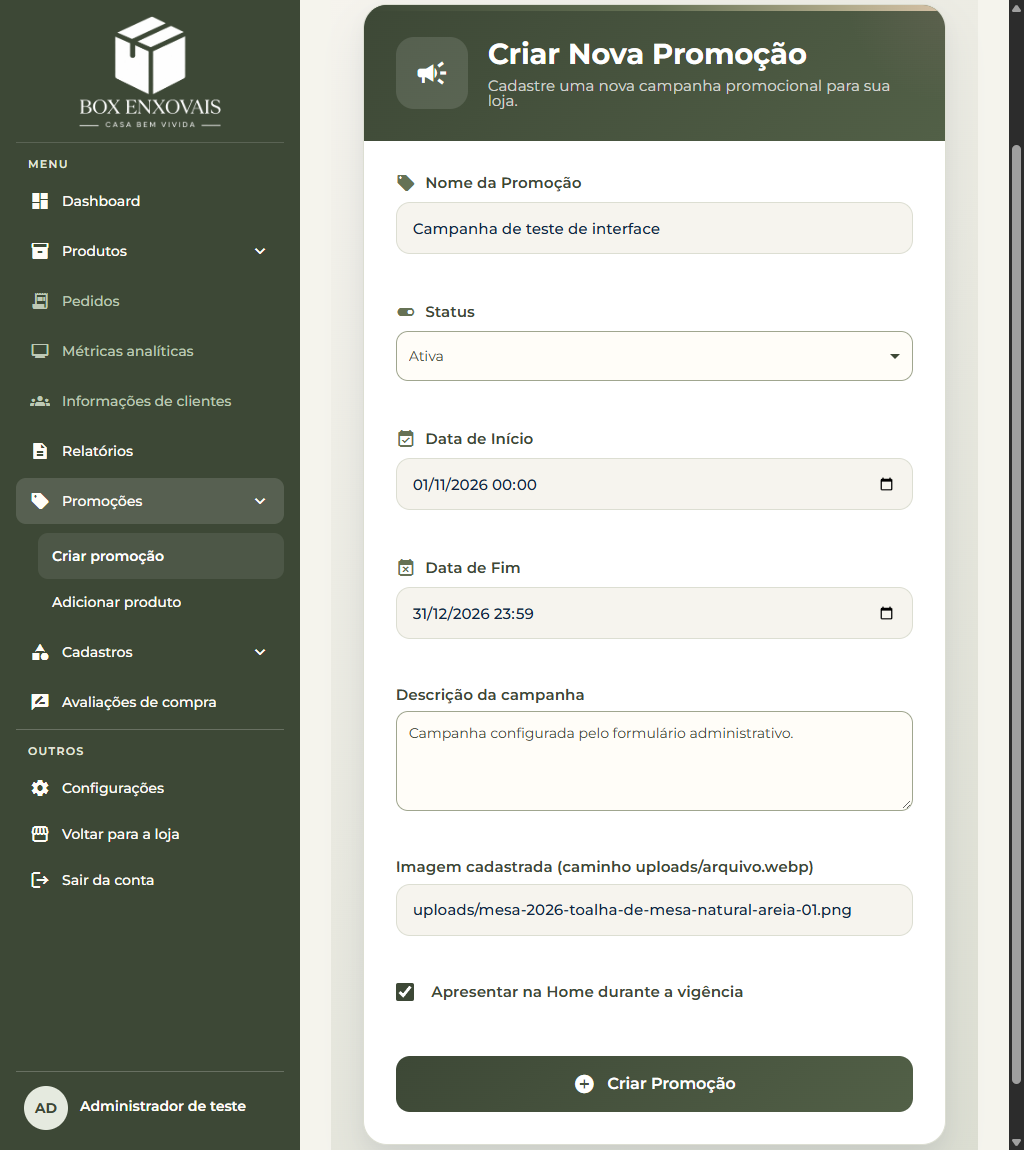 BOX ENXOVAIS
CASA BEM VIVIDA
MENU
Dashboard
Produtos
Pedidos
Métricas analíticas
Informações de clientes
Relatórios
Promoções
Criar promoção
Adicionar produto
Cadastros
Avaliações de compra
OUTROS
Configurações
Voltar para a loja
Sair da conta
AD
Administrador de teste
Criar Nova Promoção
Cadastre uma nova campanha promocional para sua
loja.
Nome da Promoção
Campanha de teste de interface
Status
Ativa
Data de Início
01/11/2026 00:00
Data de Fim
31/12/2026 23:59
Descrição da campanha
Campanha configurada pelo formulário administrativo.
Imagem cadastrada (caminho uploads/arquivo.webp)
uploads/mesa-2026-toalha-de-mesa-natural-areia-01.png
Apresentar na Home durante a vigência
Criar Promoção